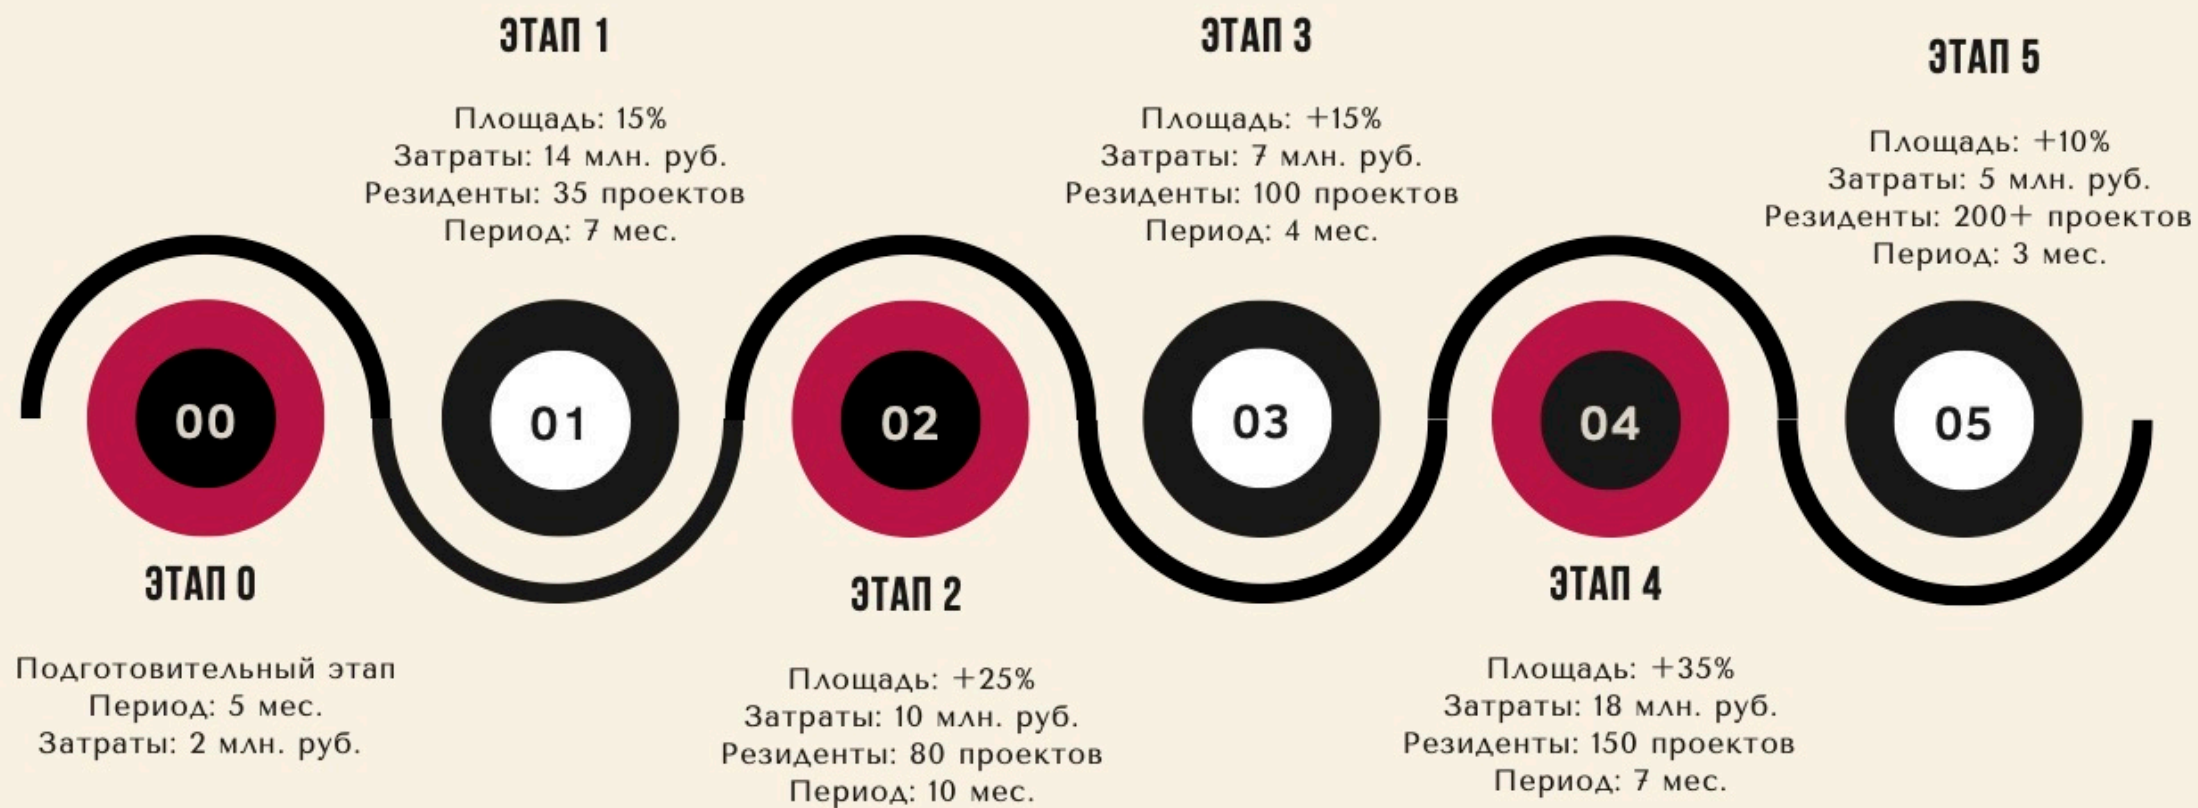 ЭТАП 1
Площадь: 15%
Затраты: 14 млн. руб.
Резиденты: 35 проектов
Период: 7 мес.
ЭТАП 3
Площадь: +15%
Затраты: 7 млн. руб.
Резиденты: 100 проектов
Период: 4 мес.
ЭТАП 5
Площадь: +10%
Затраты: 5 млн. руб.
Резиденты: 200+ проектов
Период: 3 мес.
00
01
02
03
04
05
ЭТАП 0
Подготовительный этап
Период: 5 мес.
Затраты: 2 млн. руб.
ЭТАП 2
Площадь: +25%
Затраты: 10 млн. руб.
Резиденты: 80 проектов
Период: 10 мес.
ЭТАП 4
Площадь: +35%
Затраты: 18 млн. руб.
Резиденты: 150 проектов
Период: 7 мес.